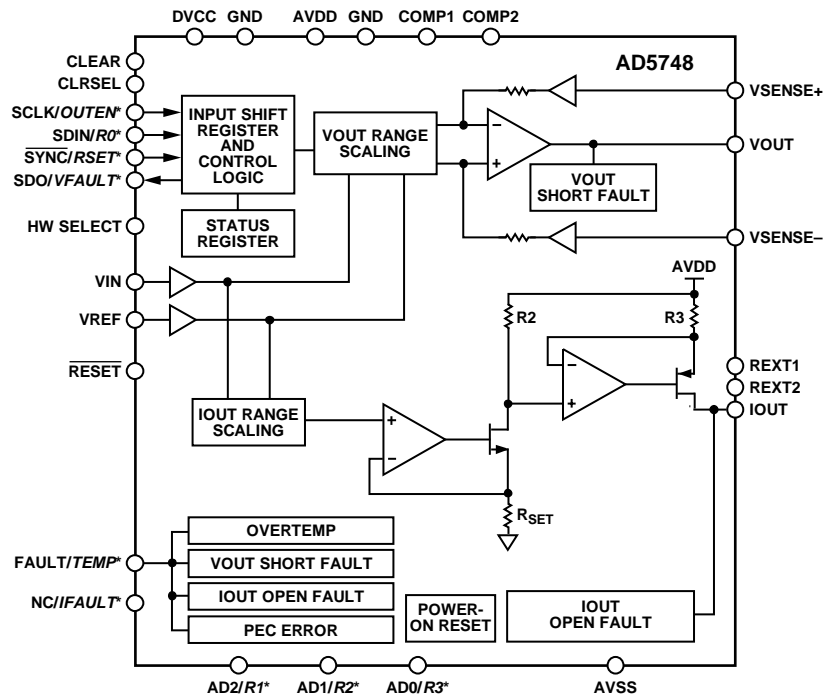 DVCC GND AVDD GND COMP1 COMP2
AD5748
CLEAR
CLRSEL
SCLK/OUTEN*
SDIN/R0*
SYNC/RSET*
SDO/VFAULT*
HW SELECT
VIN
VREF
RESET
INPUT SHIFT
REGISTER
AND
CONTROL
LOGIC
STATUS
REGISTER
VOUT RANGE
SCALING
−
+
VOUT
SHORT FAULT
VSENSE+
VOUT
VSENSE−
AVDD
R2
R3
−
+
REXT1
REXT2
IOUT
IOUT RANGE
SCALING
+
−
RSET
FAULT/TEMP*
NC/IFAULT*
OVERTEMP
VOUT SHORT FAULT
IOUT OPEN FAULT
PEC ERROR
POWER-
ON RESET
IOUT
OPEN FAULT
AD2/R1* AD1/R2* AD0/R3* AVSS